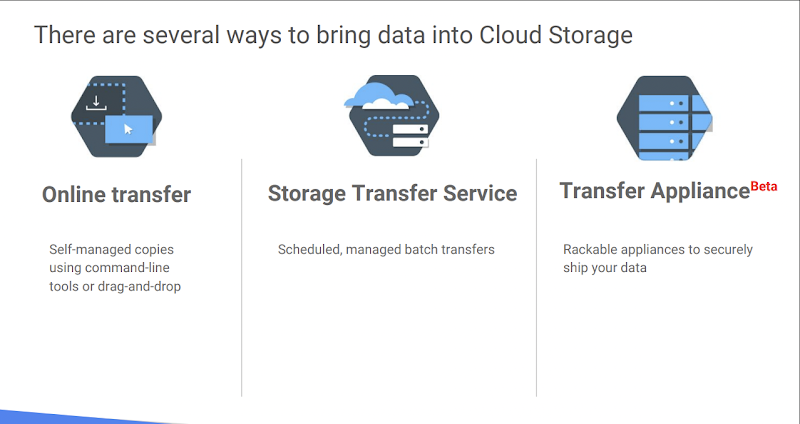 There are several ways to bring data into Cloud Storage
Online transfer
Self-managed copies
using command-line
tools or drag-and-drop
Storage Transfer Service
Scheduled, managed batch transfers
Transfer Appliance Beta
Rackable appliances to securely
ship your data